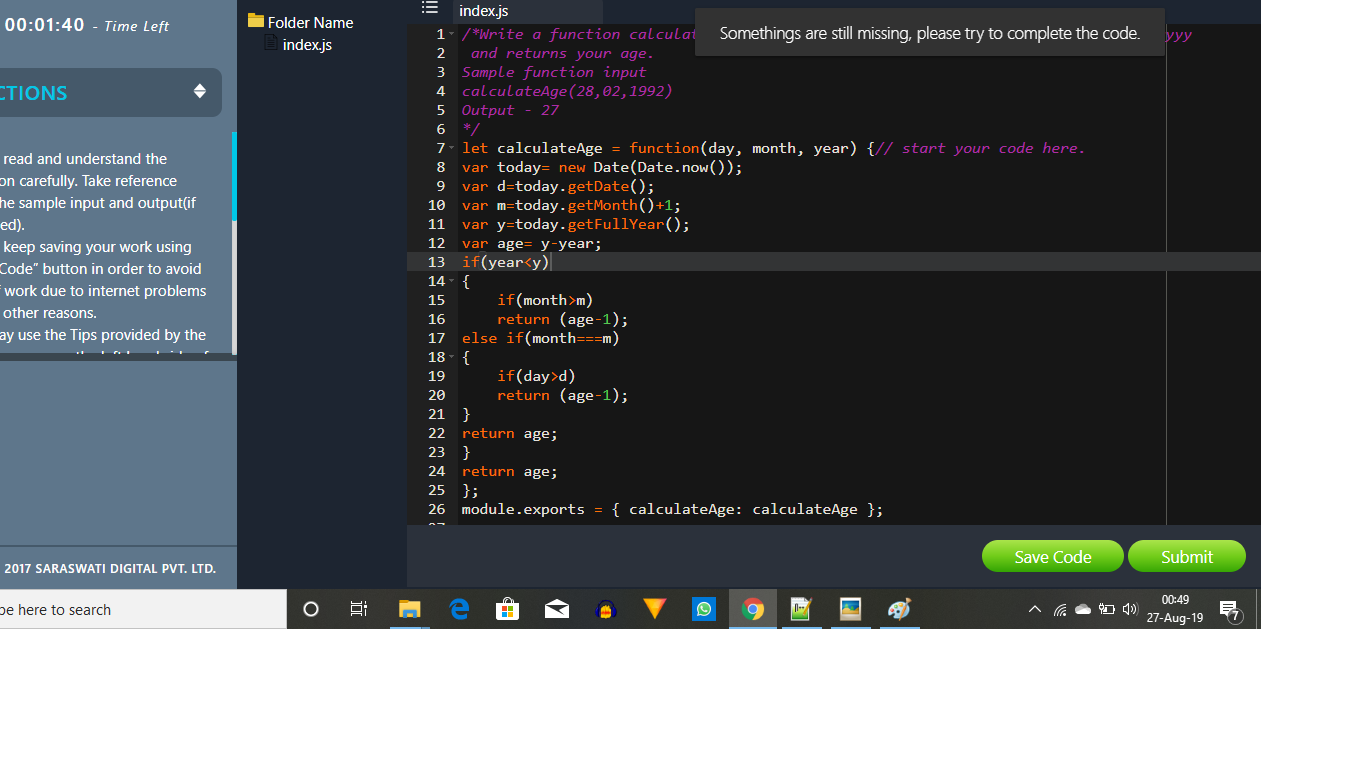 00:01:40 - Time Left
CTIONS
read and understand the
on carefully. Take reference
he sample input and output(if
ed).
keep saving your work using
Code" button in order to avoid
f work due to internet problems
other reasons.
ay use the Tips provided by the
2017 SARASWATI DIGITAL PVT. LTD.
Folder Name
index.js
index.js
Somethings are still missing, please try to complete the code.
1 /*Write a function calculat yyy
2 and returns your age.
3 Sample function input
4 calculateAge(28,02,1992)
5 Output - 27
6 */
7 let calculateAge = function(day, month, year) {// start your code here.
8 var today= new Date(Date.now());
9 var d=today.getDate();
10 var m=today.getMonth()+1;
11 var y=today.getFullYear();
12 var age= y-year;
13 if(year<y)
14 {
15 if(month>m)
16 return (age-1);
17 else if(month===m)
18 {
19 if(day>d)
20 return (age-1);
21 }
22 return age;
23 }
24 return age;
25 };
26 module.exports = { calculateAge: calculateAge };
Save Code
Submit
pe here to search
00:49
27-Aug-19
7